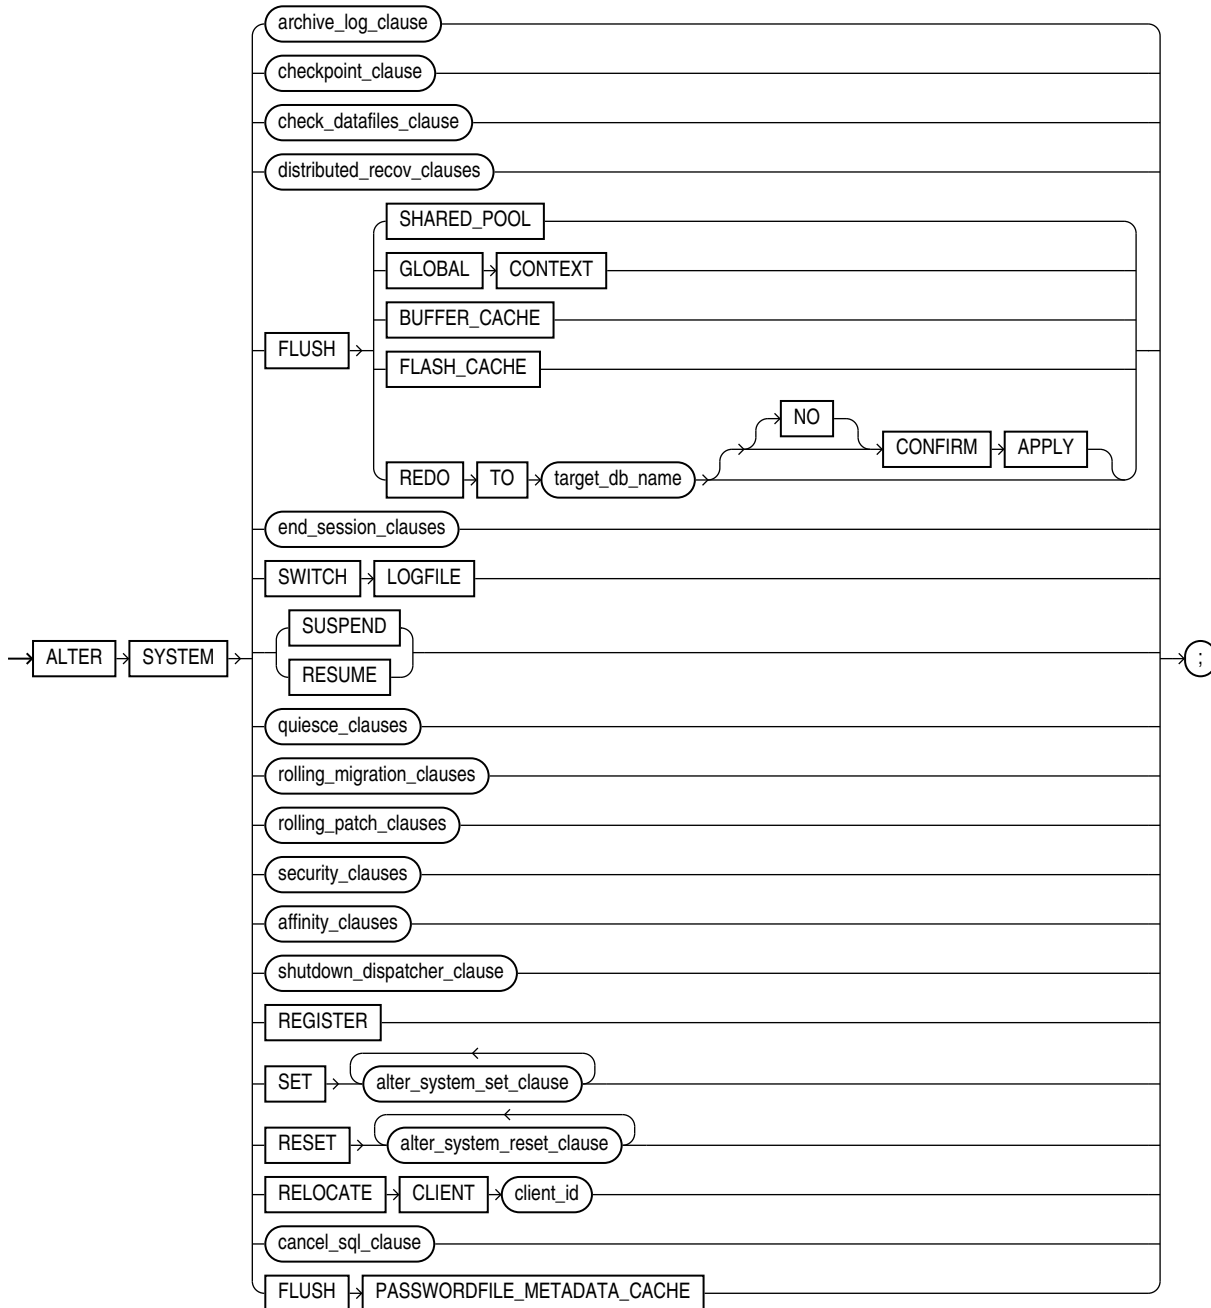 archive_log_clause
checkpoint_clause
check_datafiles_clause
distributed_recov_clauses
SHARED_POOL
GLOBAL CONTEXT
BUFFER_CACHE
FLUSH
FLASH_CACHE
NO
CONFIRM APPLY
REDO TO target_db_name
end_session_clauses
SWITCH LOGFILE
SUSPEND
ALTER SYSTEM ;
RESUME
quiesce_clauses
rolling_migration_clauses
rolling_patch_clauses
security_clauses
affinity_clauses
shutdown_dispatcher_clause
REGISTER
SET alter_system_set_clause
RESET alter_system_reset_clause
RELOCATE CLIENT client_id
cancel_sql_clause
FLUSH PASSWORDFILE_METADATA_CACHE